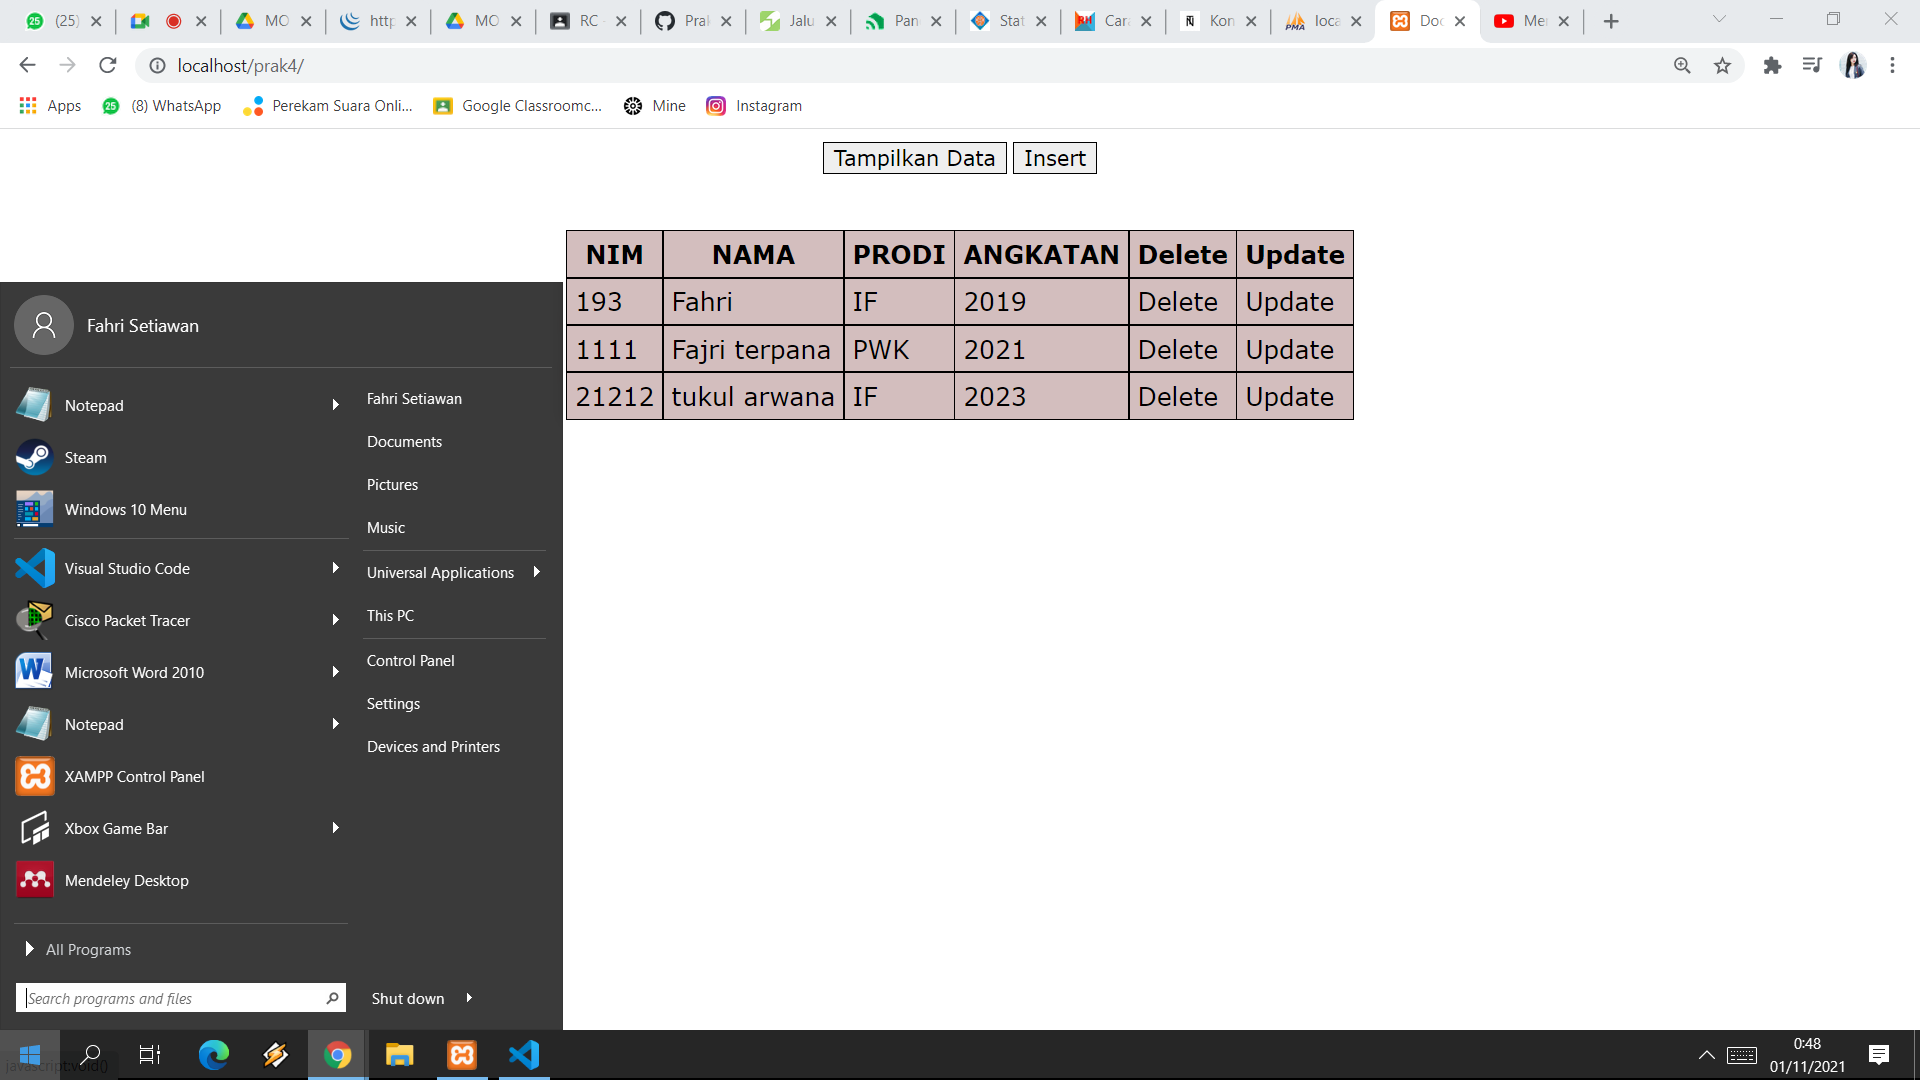 (25)
MO
http
MO
RC -
Prak
Jalu
Pan
Stat
Cara
Kon
PMA
loca
Doc
Mer
localhost/prak4/
Apps
25
(8) WhatsApp
Perekam Suara Onli...
Google Classroomc...
Mine
Instagram
Tampilkan Data
Insert
NIM NAMA PRODI ANGKATAN Delete Update
193 Fahri IF 2019 Delete Update
1111 Fajri terpana PWK 2021 Delete Update
21212 tukul arwana IF 2023 Delete Update
Fahri Setiawan
Notepad
Steam
Windows 10 Menu
Visual Studio Code
Cisco Packet Tracer
Microsoft Word 2010
Notepad
XAMPP Control Panel
Xbox Game Bar
Mendeley Desktop
All Programs
Search programs and files
Fahri Setiawan
Documents
Pictures
Music
Universal Applications
This PC
Control Panel
Settings
Devices and Printers
Shut down
javascript:void()
0:48
01/11/2021